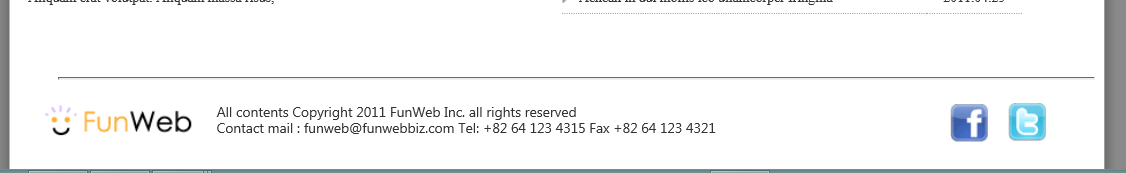 FunWeb
All contents Copyright 2011 FunWeb Inc. all rights reserved
Contact mail : funweb@funwebbiz.com Tel: +82 64 123 4315 Fax +82 64 123 4321